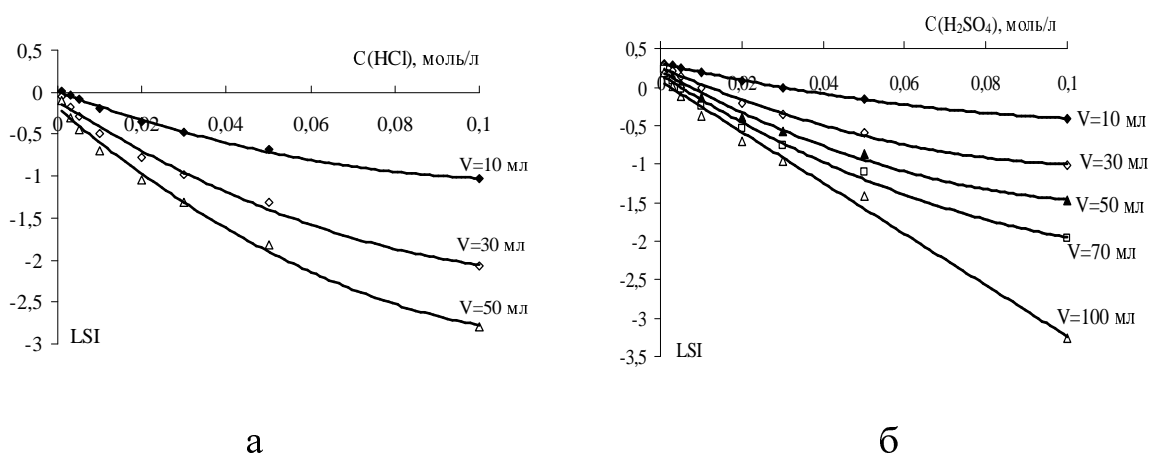 0,5
C(HCl), моль/л
0
0 0,02 0,04 0,06 0,08 0,1
-0,5
-1
V=10 мл
-1,5
-2
V=30 мл
-2,5
V=50 мл
-3
LSI
а
C(H₂SO₄), моль/л
0,5
0
0 0,02 0,04 0,06 0,08 0,1
V=10 мл
-0,5
-1
V=30 мл
-1,5
V=50 мл
-2
V=70 мл
-2,5
-3
V=100 мл
-3,5
LSI
б